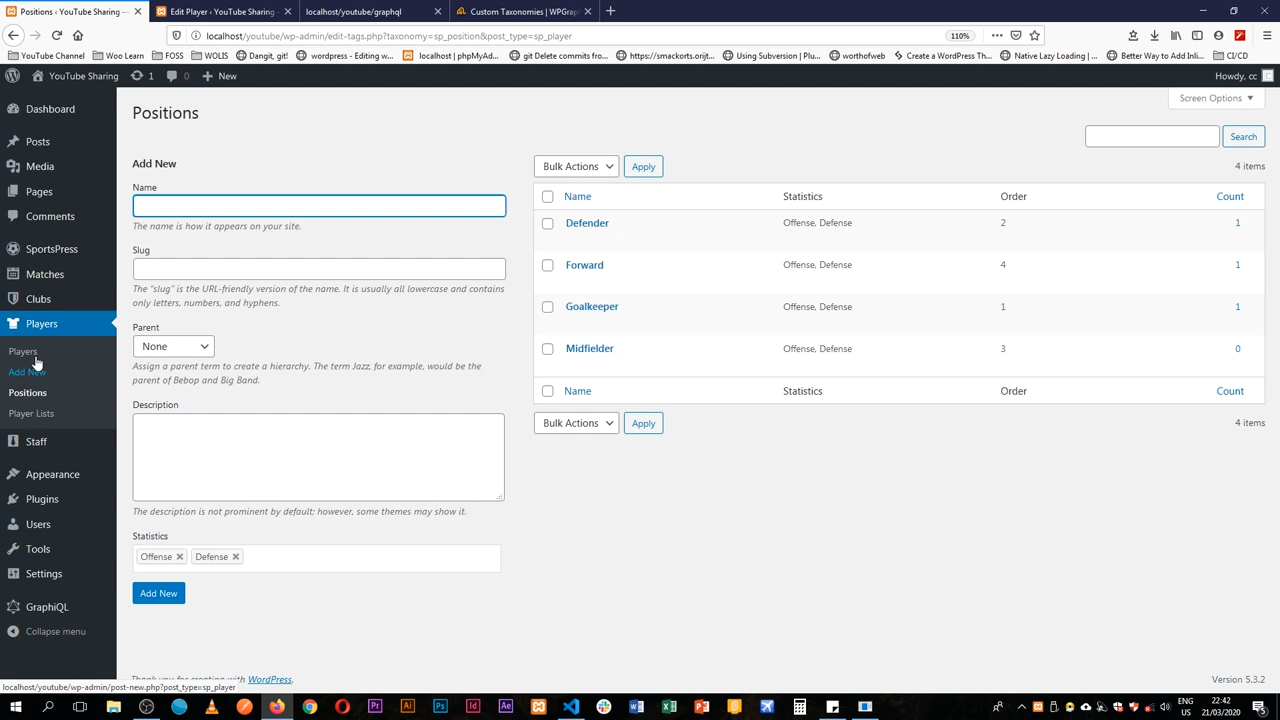 Positions ‹ YouTube Sharing —
Edit Player ‹ YouTube Sharing
localhost/youtube/graphql
Custom Taxonomies | WPGrap
localhost/youtube/wp-admin/edit-tags.php?taxonomy=sp_position&post_type=sp_player
110%
YouTube Channel
Woo Learn
FOSS
WOLIS
Dangit, git!
wordpress - Editing w...
localhost | phpMyAd...
git Delete commits fro...
https://smackorts.orijt...
Using Subversion | Plu...
worthofweb
Create a WordPress Th...
Native Lazy Loading | ...
Better Way to Add Inli...
CI/CD
YouTube Sharing
1
0
New
Howdy, cc
Dashboard
Posts
Media
Pages
Comments
SportsPress
Matches
Clubs
Players
Players
Add New
Positions
Player Lists
Staff
Appearance
Plugins
Users
Tools
Settings
GraphiQL
Collapse menu
Positions
Screen Options
Search
Add New
Name
The name is how it appears on your site.
Slug
The “slug” is the URL-friendly version of the name. It is usually all lowercase and contains
only letters, numbers, and hyphens.
Parent
None
Assign a parent term to create a hierarchy. The term Jazz, for example, would be the
parent of Bebop and Big Band.
Description
The description is not prominent by default; however, some themes may show it.
Statistics
Offense × Defense ×
Add New
Bulk Actions Apply
4 items
Name Statistics Order Count
Defender Offense, Defense 2 1
Forward Offense, Defense 4 1
Goalkeeper Offense, Defense 1 1
Midfielder Offense, Defense 3 0
Name Statistics Order Count
Bulk Actions Apply
4 items
Thank you for creating with WordPress.
Version 5.3.2
localhost/youtube/wp-admin/post-new.php?post_type=sp_player
ENG
US
22:42
21/03/2020